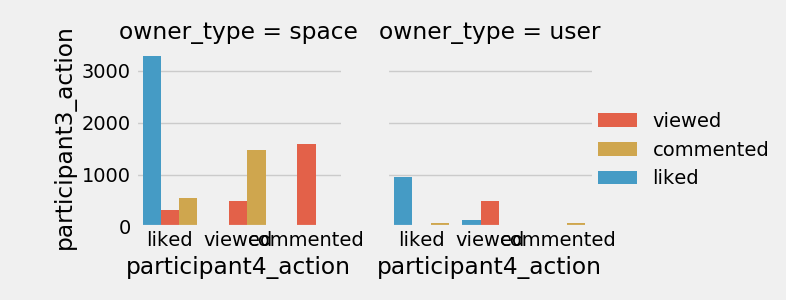 owner_type = space
owner_type = user
participant3_action
3000
2000
1000
0
liked
viewed
commented
liked
viewed
commented
participant4_action
participant4_action
viewed
commented
liked